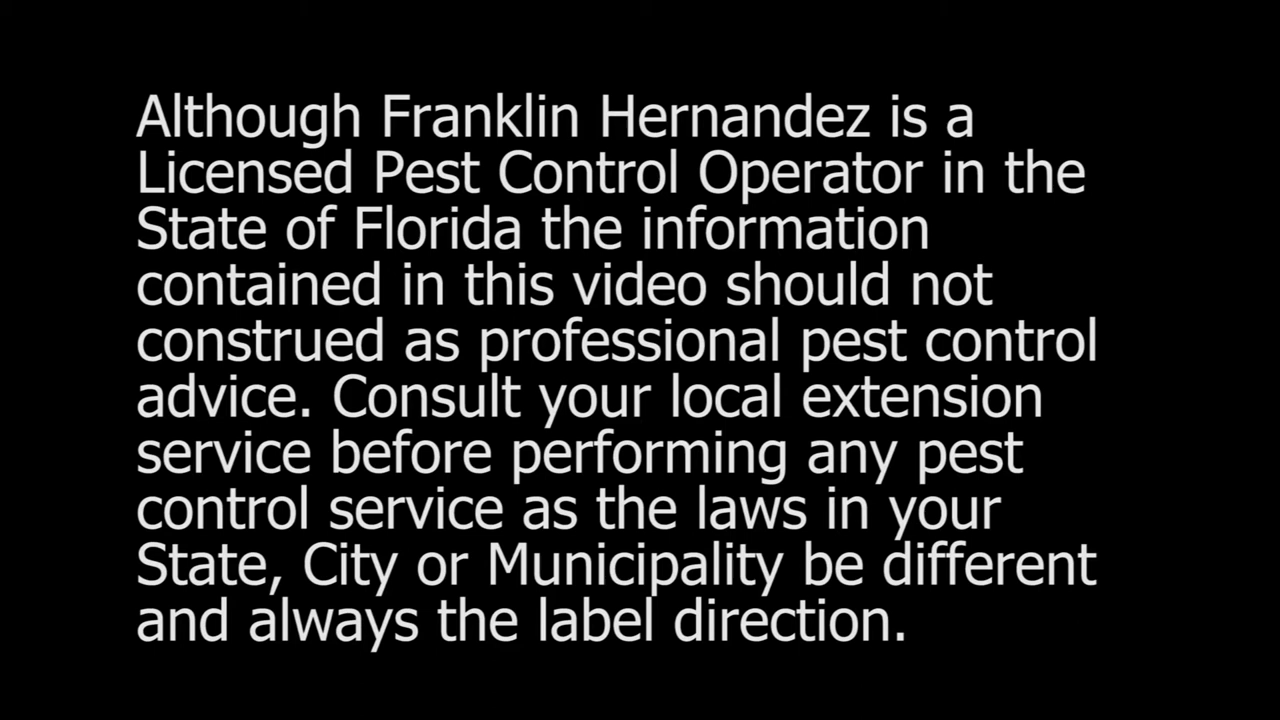 Although Franklin Hernandez is a
Licensed Pest Control Operator in the
State of Florida the information
contained in this video should not
construed as professional pest control
advice. Consult your local extension
service before performing any pest
control service as the laws in your
State, City or Municipality be different
and always the label direction.